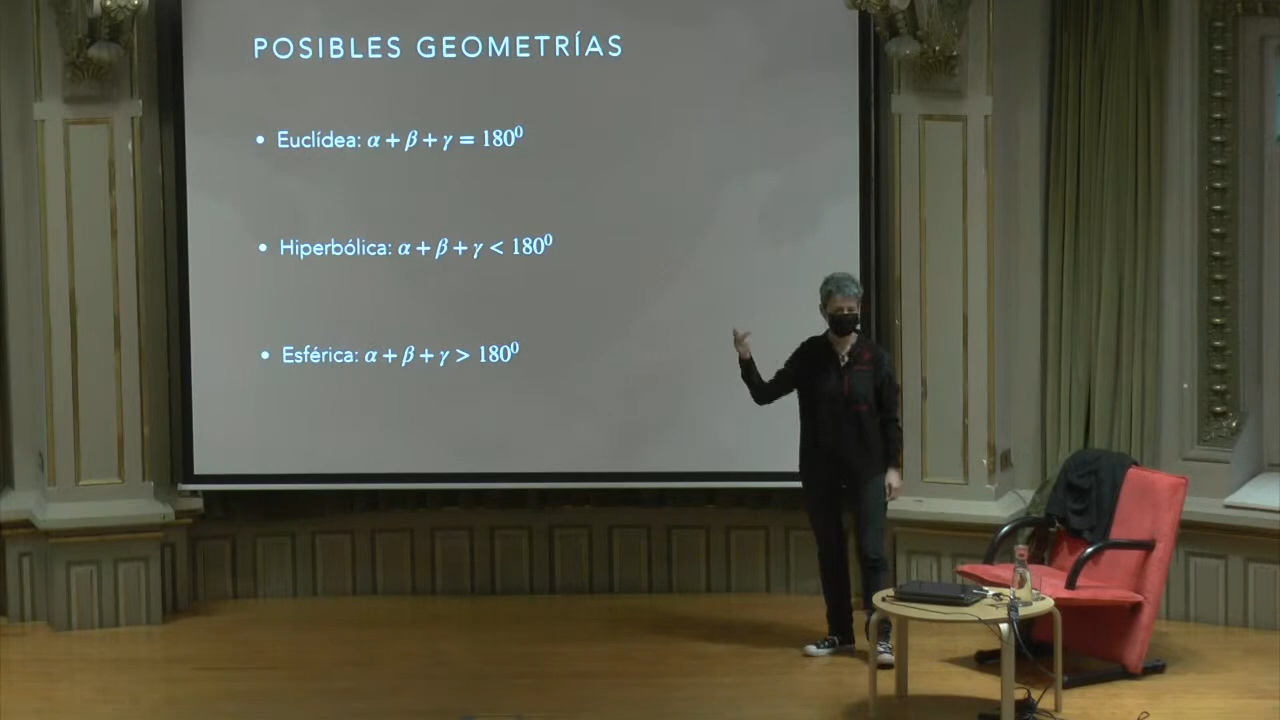 POSIBLES GEOMETRÍAS
• Euclídea: α + β + γ = 180⁰
• Hiperbólica: α + β + γ < 180⁰
• Esférica: α + β + γ > 180⁰